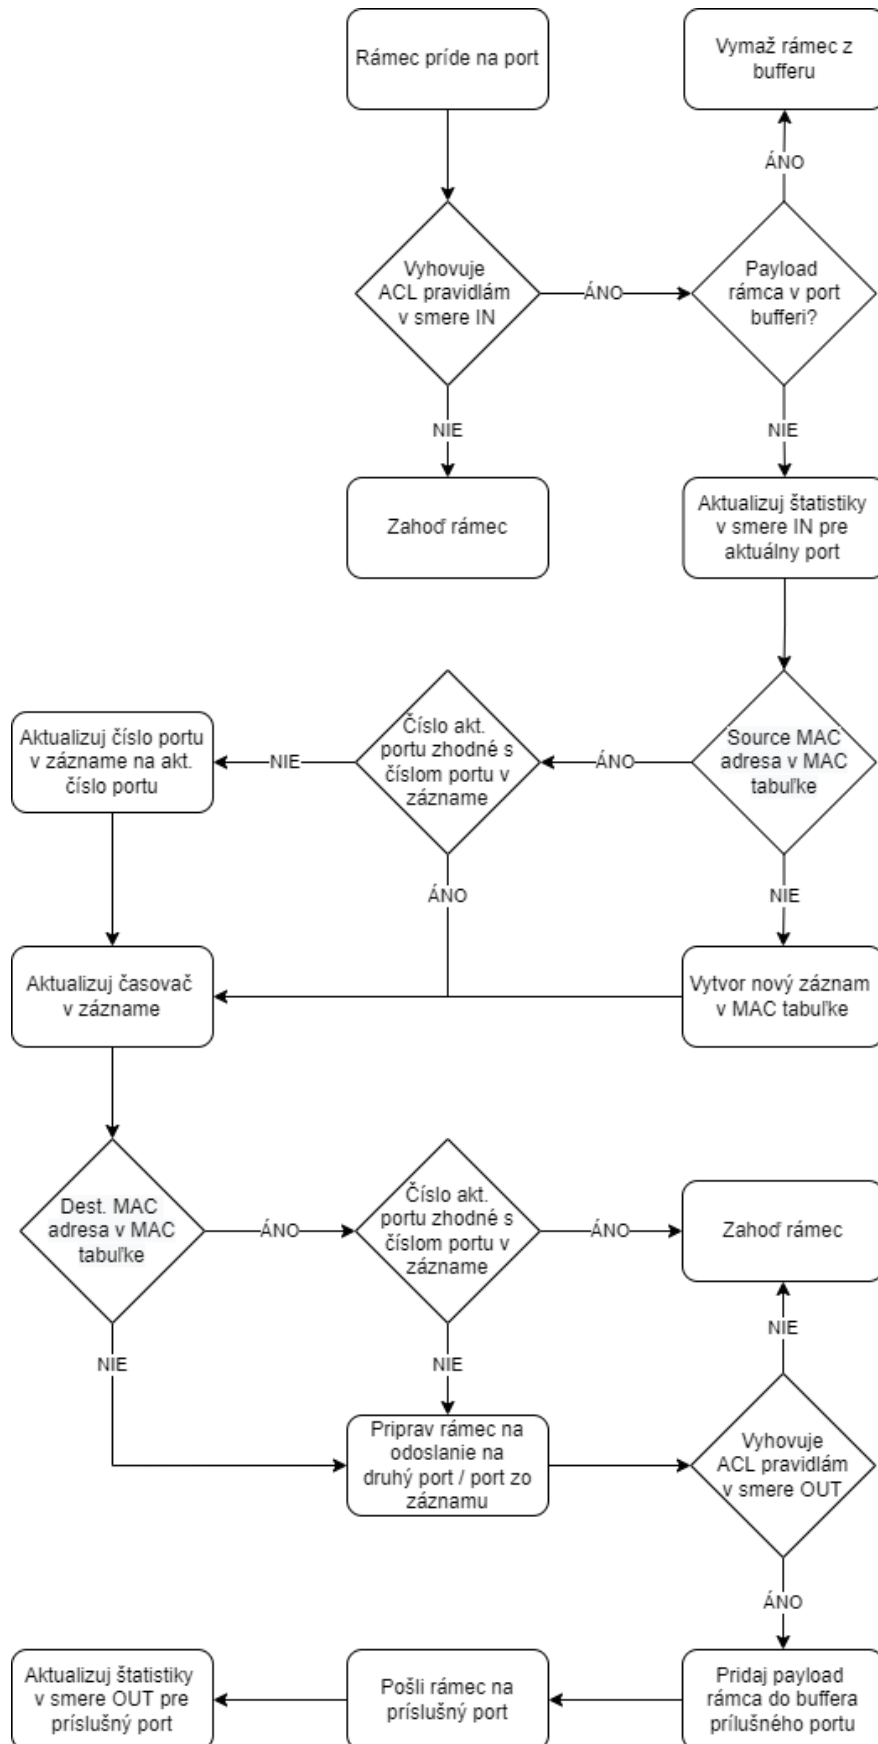 Rámec príde na port
Vymaž rámec z
bufferu
ÁNO
Vyhovuje
ACL pravidlám
v smere IN
ÁNO
Payload
rámca v port
bufferi?
NIE
NIE
Zahoď rámec
Aktualizuj štatistiky
v smere IN pre
aktuálny port
Aktualizuj číslo portu
v zázname na akt.
číslo portu
NIE
Číslo akt.
portu zhodné s
číslom portu v
zázname
ÁNO
Source MAC
adresa v MAC
tabuľke
ÁNO
NIE
Aktualizuj časovač
v zázname
Vytvor nový záznam
v MAC tabuľke
Dest. MAC
adresa v MAC
tabuľke
ÁNO
Číslo akt.
portu zhodné s
číslom portu v
zázname
ÁNO
Zahoď rámec
NIE
NIE
NIE
Priprav rámec na
odoslanie na
druhý port / port zo
záznamu
Vyhovuje
ACL pravidlám
v smere OUT
ÁNO
Aktualizuj štatistiky
v smere OUT pre
príslušný port
Pošli rámec na
príslušný port
Pridaj payload
rámca do buffera
prílušného portu